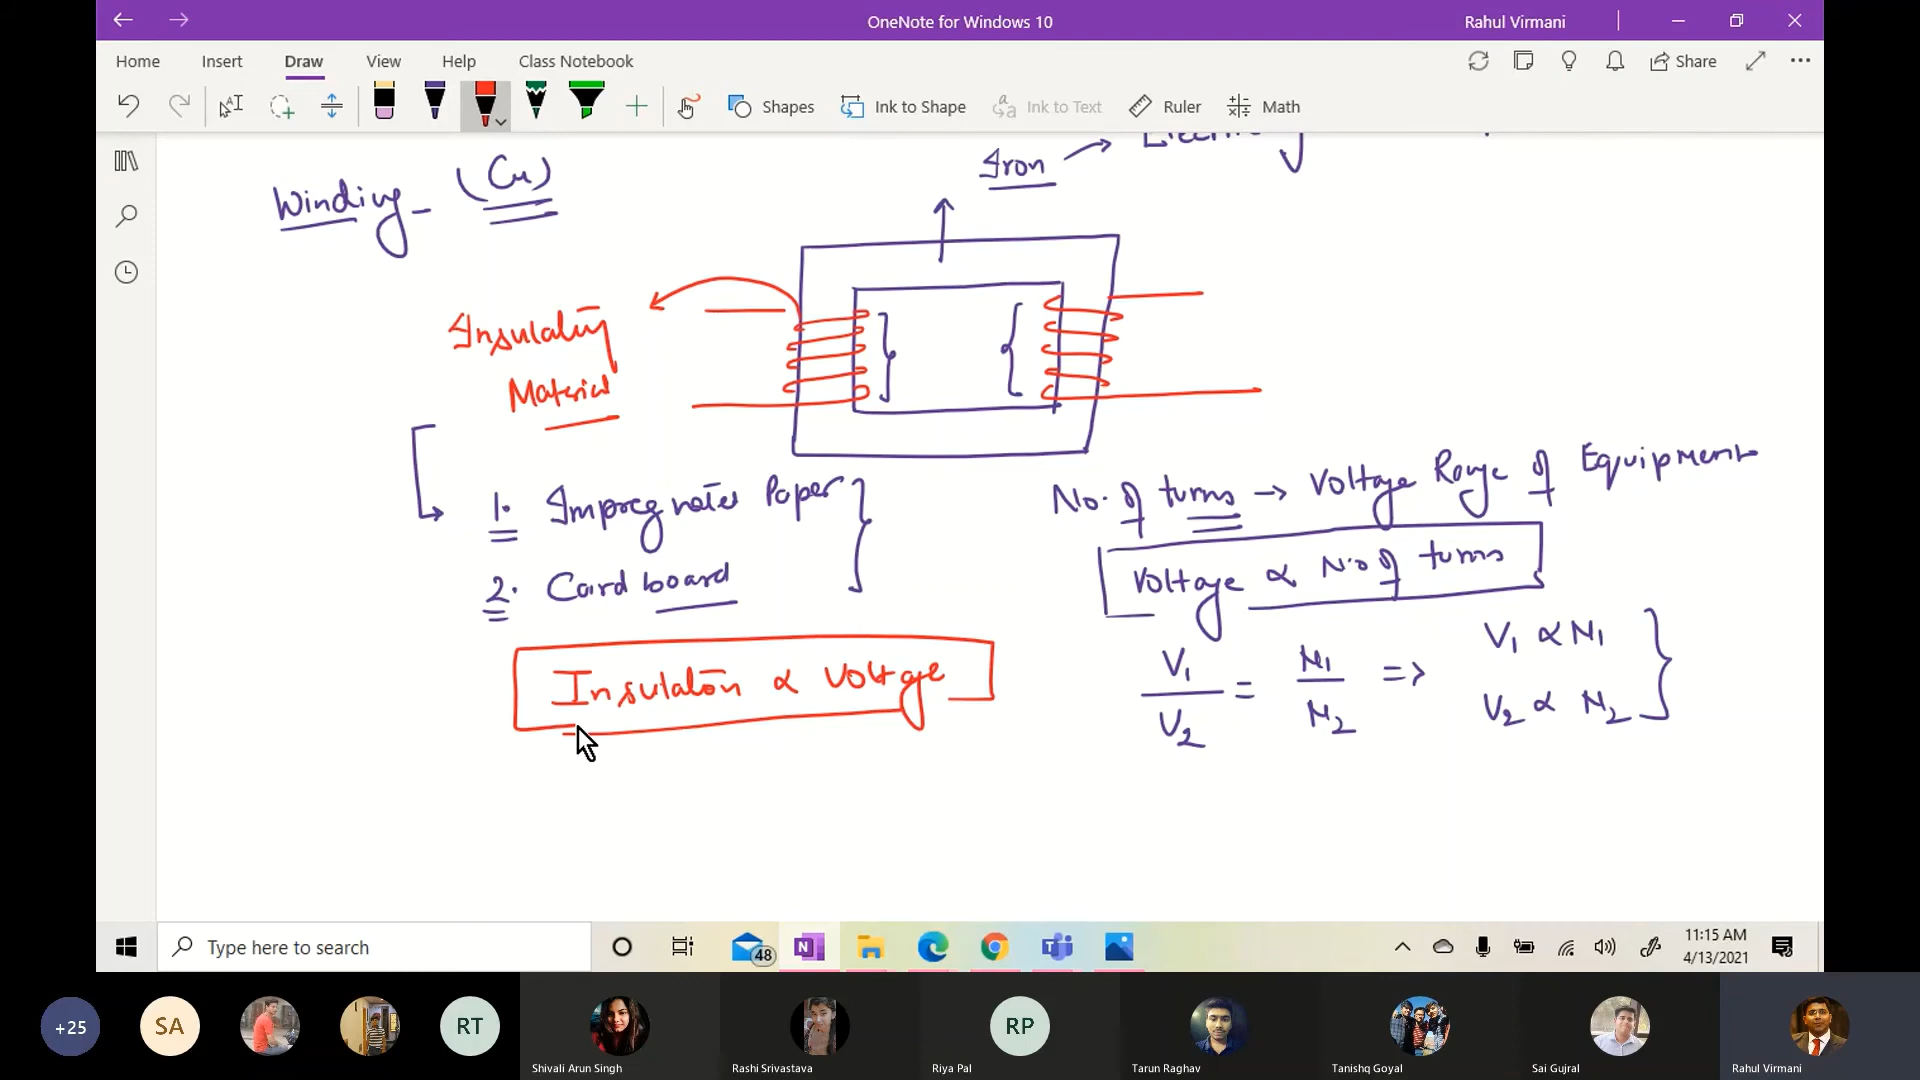 OneNote for Windows 10
Rahul Virmani
Home Insert Draw View Help Class Notebook
Share
Shapes Ink to Shape Ink to Text Ruler Math
Winding - (Cu)
Iron →
Insulating
Material
1. Impregnated Paper
2. Cardboard
Insulation ∝ Voltage
No. of turns → Voltage Range of Equipment
Voltage ∝ No of turns
V1/V2 = N1/N2 =>
V1 ∝ N1
V2 ∝ N2
Type here to search
48
11:15 AM
4/13/2021
+25
SA
RT
RP
Shivali Arun Singh
Rashi Srivastava
Riya Pal
Tarun Raghav
Tanishq Goyal
Sai Gujral
Rahul Virmani